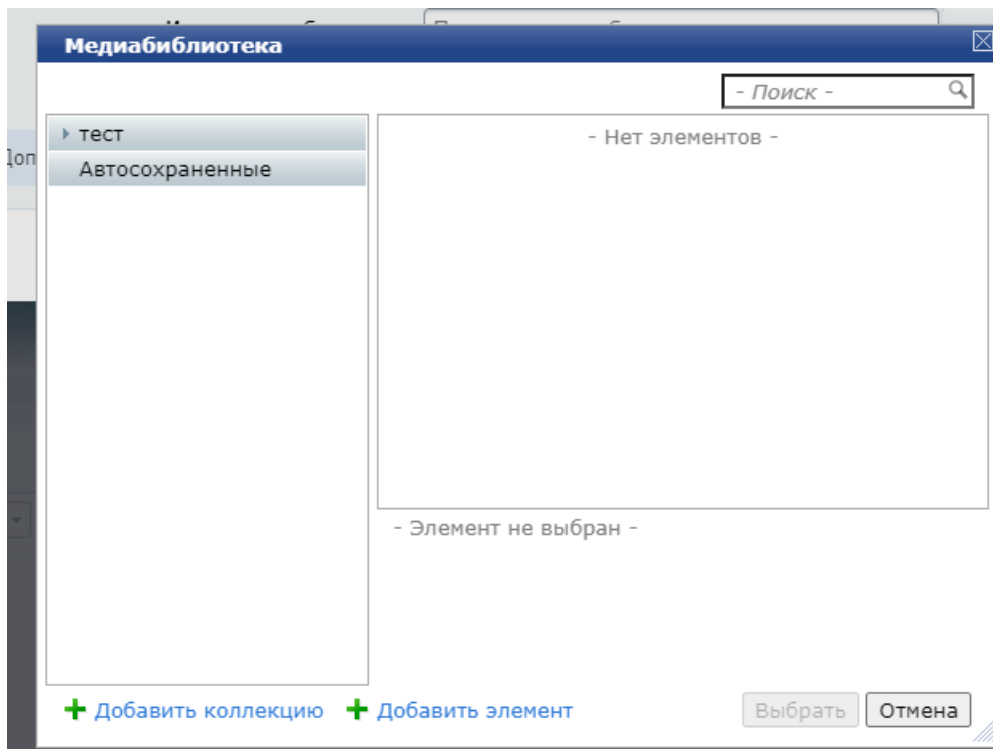 Медиабиблиотека
- Поиск -
тест
- Нет элементов -
Автосохраненные
- Элемент не выбран -
Добавить коллекцию
Добавить элемент
Выбрать
Отмена